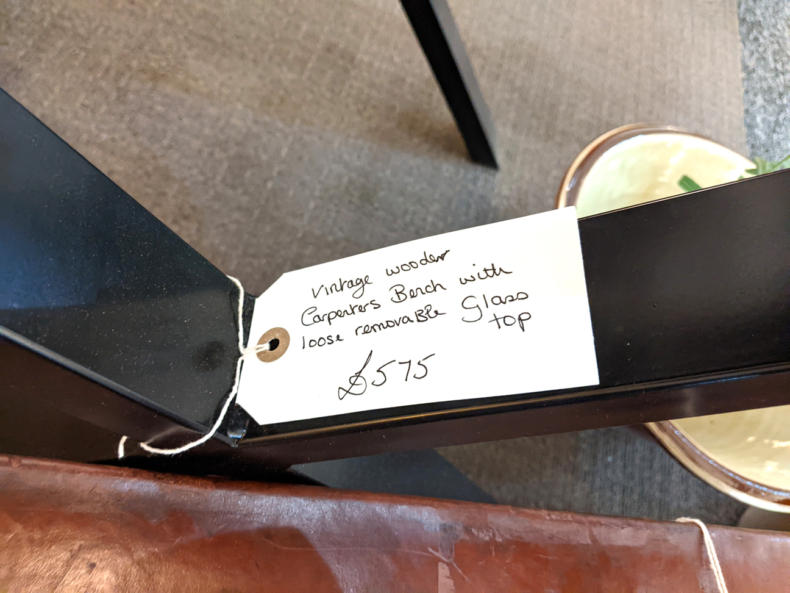 Vintage wooden
Carpenters Bench with
loose removable Glass
top
£575